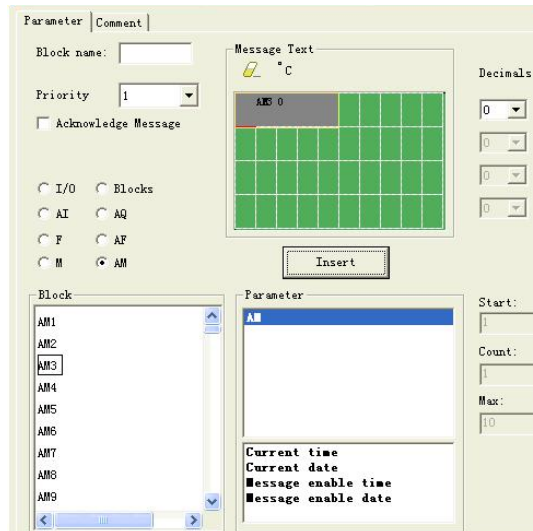 Parameter Comment
Block name:
Message Text
°C
Decimals
Priority 1
Acknowledge Message
AM3 0
0
0
0
0
I/O Blocks
AI AQ
F AF
M AM
Insert
Block
AM1
AM2
AM3
AM4
AM5
AM6
AM7
AM8
AM9
Parameter
AM
Current time
Current date
Message enable time
Message enable date
Start:
1
Count:
1
Max:
10